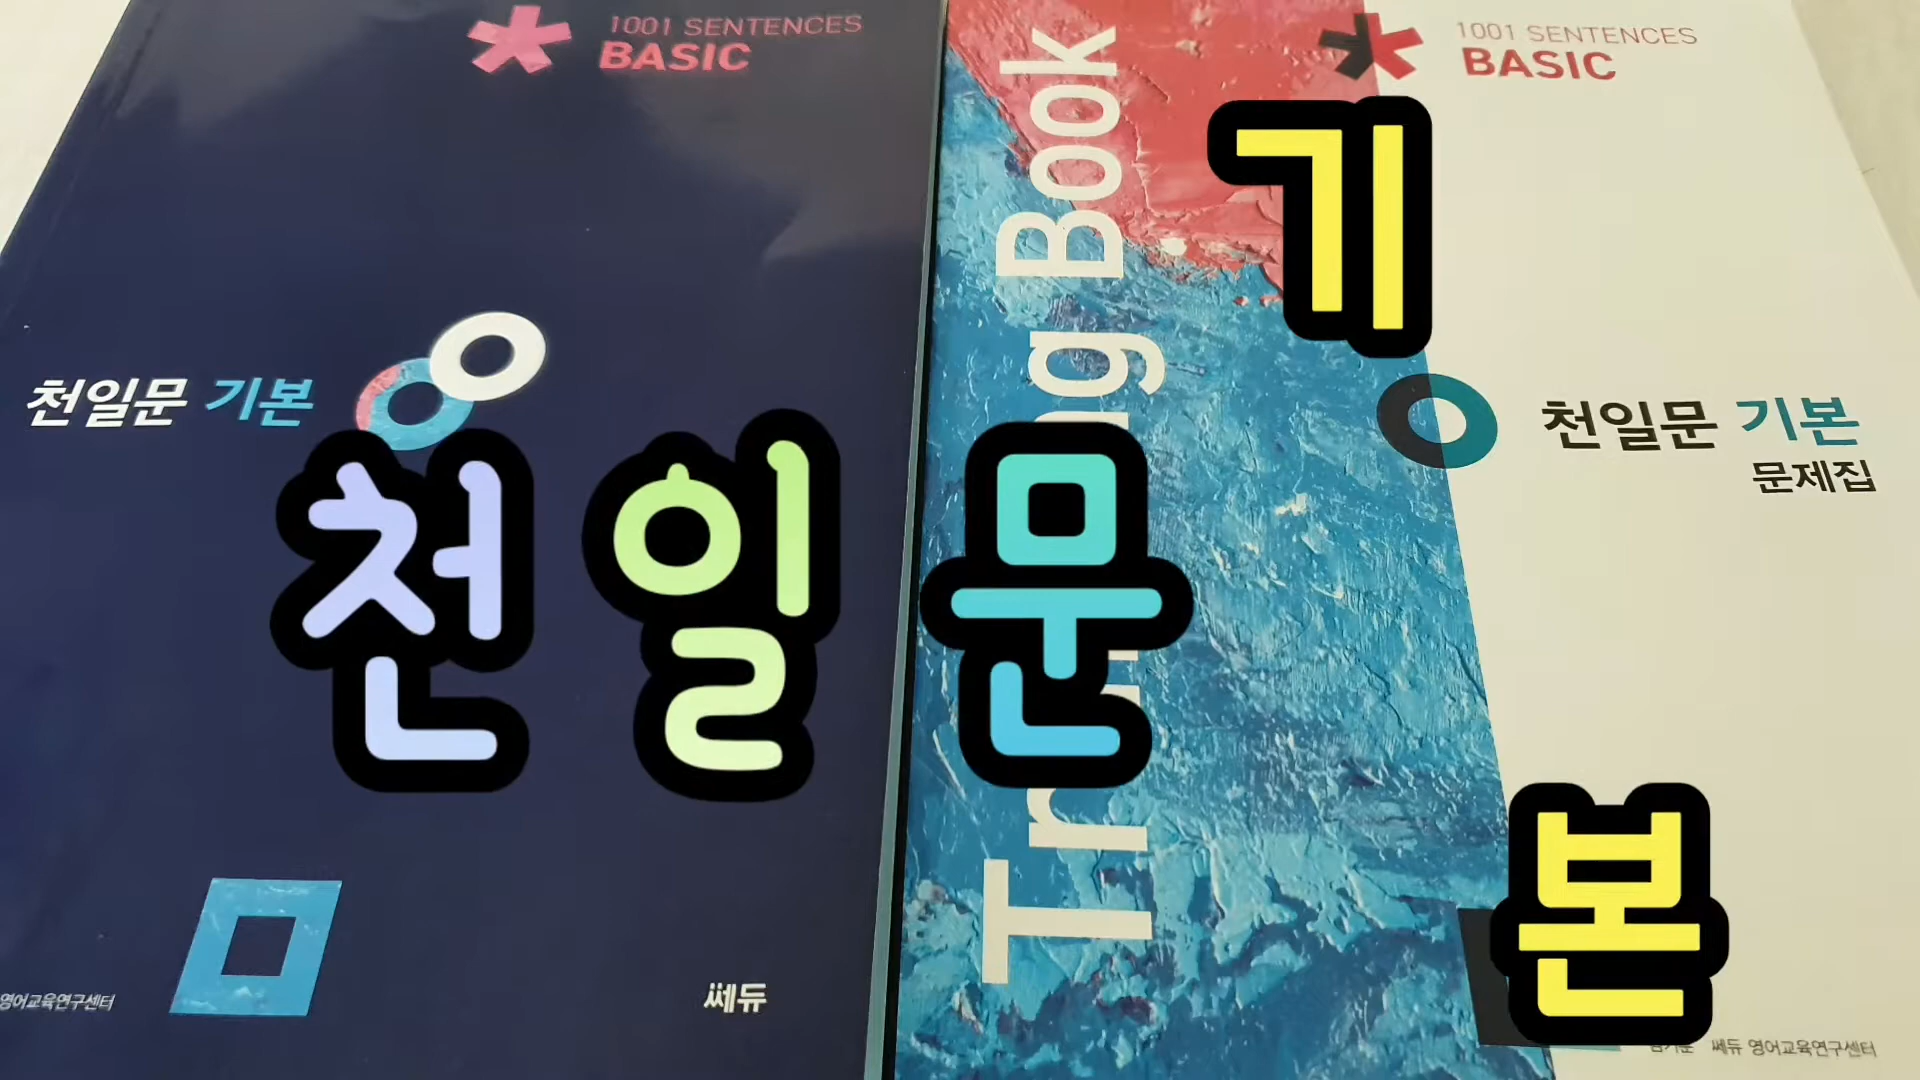 1001 SENTENCES
BASIC
천일문 기본
영어교육연구센터
쎄듀
Book
1001 SENTENCES
BASIC
천일문 기본
문제집
쎄듀 영어교육연구센터
천일문
기
본